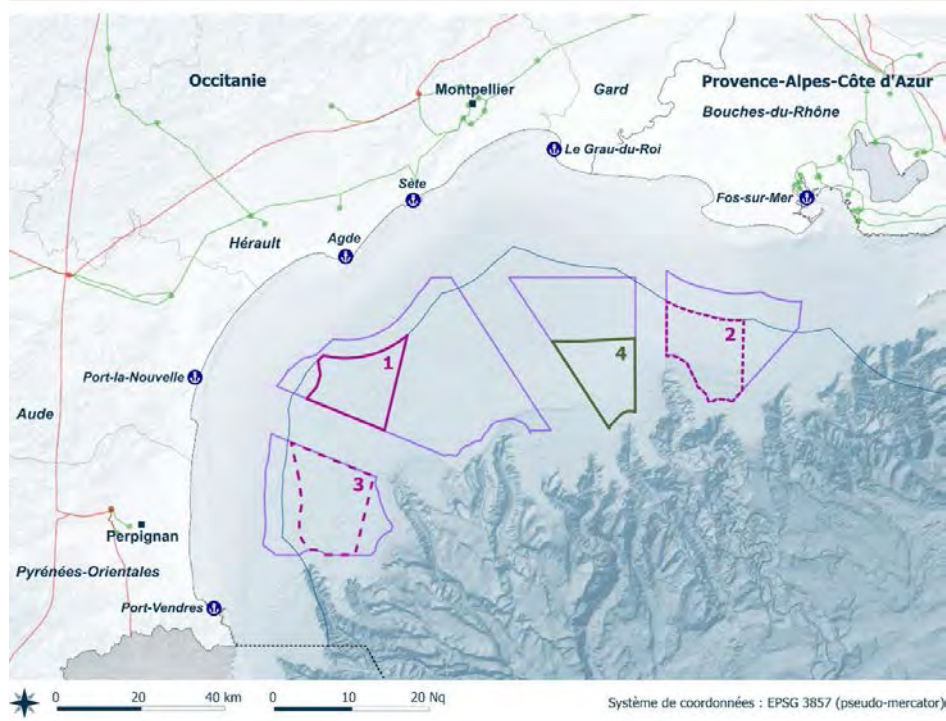 Occitanie
Provence-Alpes-Côte d'Azur
Montpellier
Gard
Bouches-du-Rhône
Le Grau-du-Roi
Sète
Fos-sur-Mer
Hérault
Agde
1
2
4
Port-la-Nouvelle
Aude
3
Perpignan
Pyrénées-Orientales
Port-Vendres
0 20 40 km
0 10 20 Nq
Système de coordonnées : EPSG 3857 (pseudo-mercator)